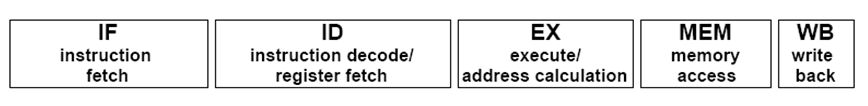 IF
instruction
fetch
ID
instruction decode/
register fetch
EX
execute/
address calculation
MEM
memory
access
WB
write
back